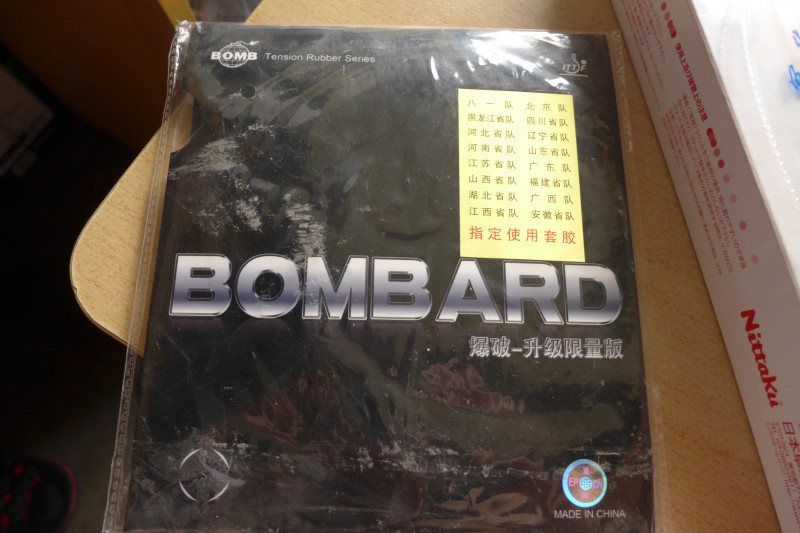 BOMB Tension Rubber Series
ITTF
八一队 北京队
黑龙江省队 四川省队
河北省队 辽宁省队
河南省队 山东省队
江苏省队 广东队
山西省队 福建省队
湖北省队 广西队
江西省队 安徽省队
指定使用套胶
BOMBARD
爆破-升级限量版
MADE IN CHINA
Nittaku